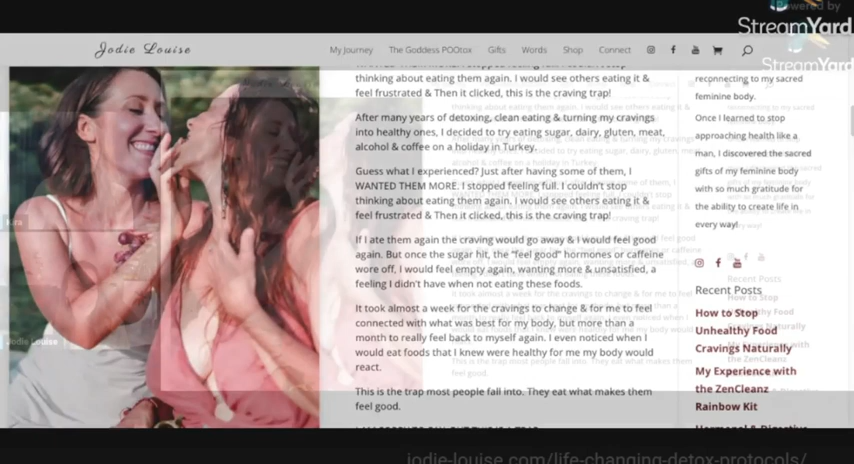 Powered by
StreamYard
StreamYard
Jodie Louise
My Journey The Goddess POOtox Gifts Words Shop Connect
thinking about eating them again. I would see others eating it &
feel frustrated & Then it clicked, this is the craving trap!
After many years of detoxing, clean eating & turning my cravings
into healthy ones, I decided to try eating sugar, dairy, gluten, meat,
alcohol & coffee on a holiday in Turkey.
Guess what I experienced? Just after having some of them, I
WANTED THEM MORE. I stopped feeling full. I couldn't stop
thinking about eating them again. I would see others eating it &
feel frustrated & Then it clicked, this is the craving trap!
If I ate them again the craving would go away & I would feel good
again. But once the sugar hit, the "feel good" hormones or caffeine
wore off, I would feel empty again, wanting more & unsatisfied, a
feeling I didn't have when not eating these foods.
It took almost a week for the cravings to change & for me to feel
connected with what was best for my body, but more than a
month to really feel back to myself again. I even noticed when I
would eat foods that I knew were healthy for me my body would
react.
This is the trap most people fall into. They eat what makes them
feel good.
reconnecting to my sacred
feminine body.
Once I learned to stop
approaching health like a
man, I discovered the sacred
gifts of my feminine body
with so much gratitude for
the ability to create life in
every way!
Recent Posts
How to Stop
Unhealthy Food
Cravings Naturally
My Experience with
the ZenCleanz
Rainbow Kit
Hormonal & Digestive
Kira
Jodie Louise
jodie-louise.com/life-changing-detox-protocols/